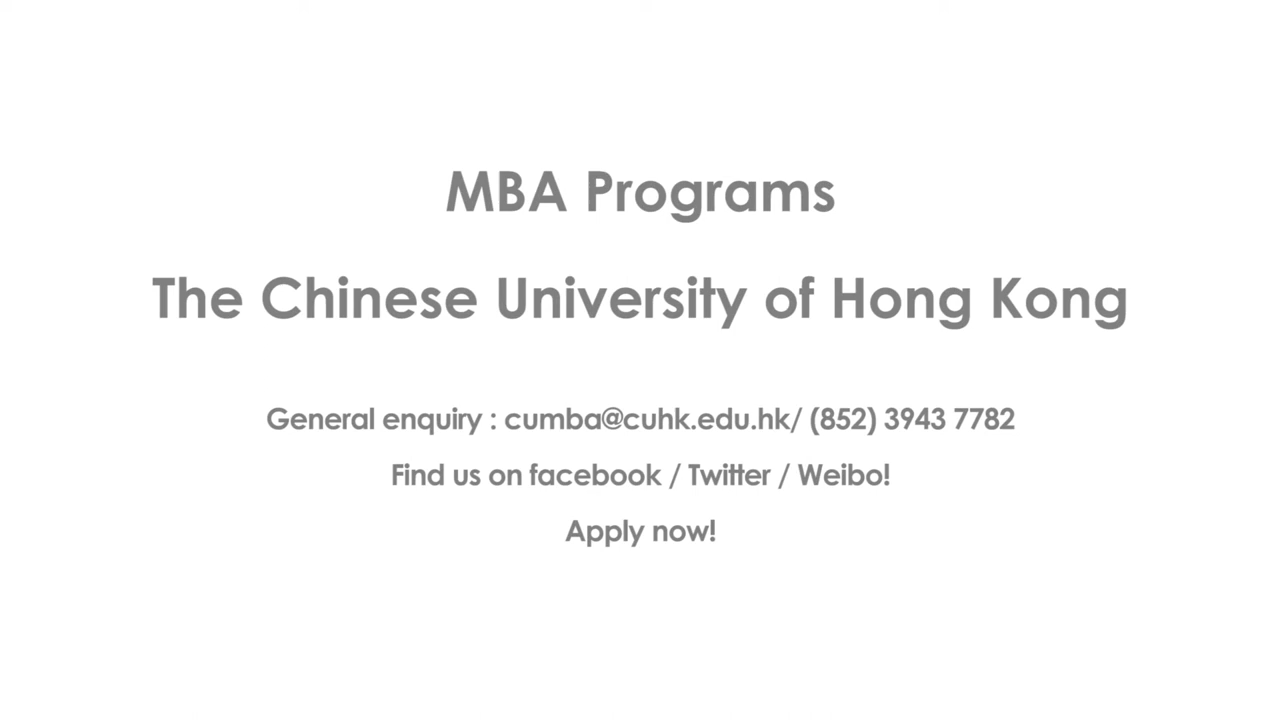 MBA Programs
The Chinese University of Hong Kong
General enquiry : cumba@cuhk.edu.hk/ (852) 3943 7782
Find us on facebook / Twitter / Weibo!
Apply now!